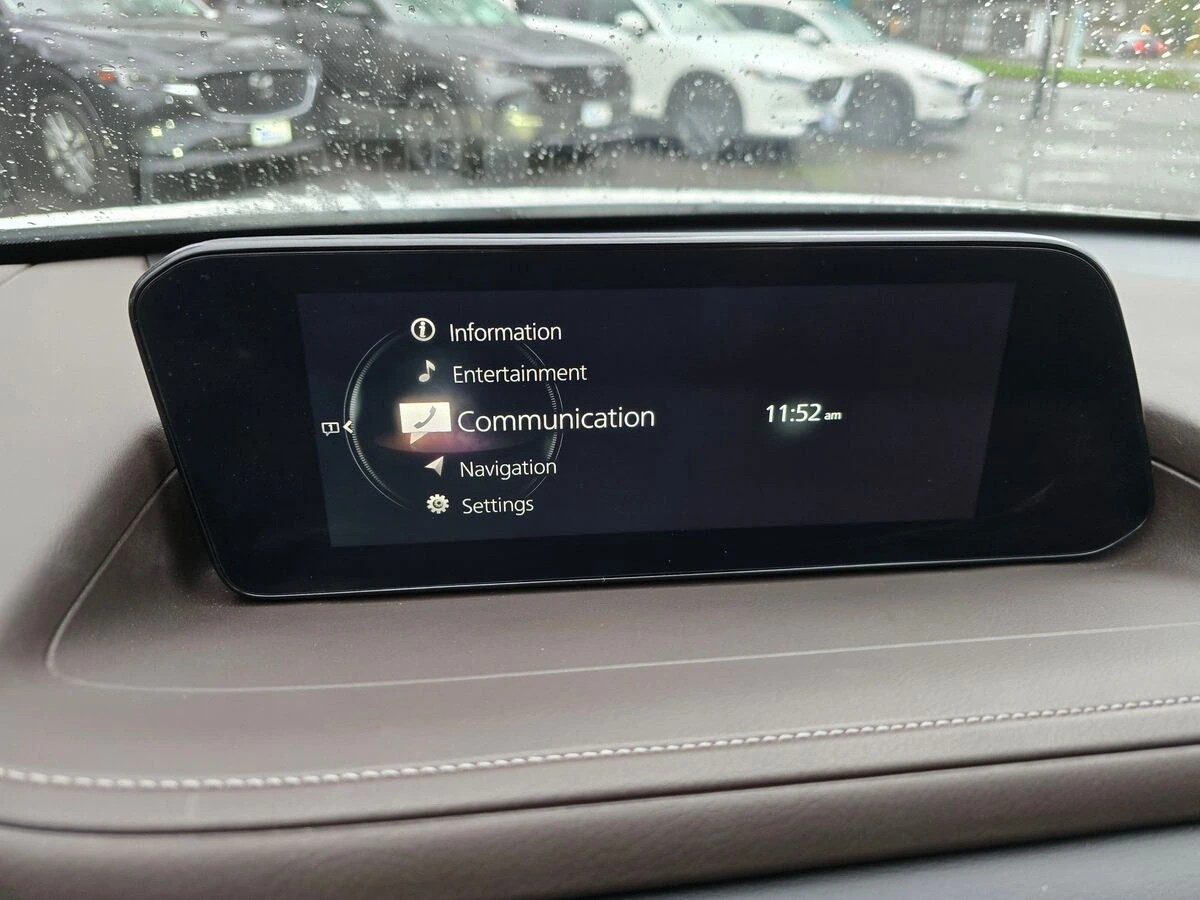 Information
Entertainment
Communication
11:52 am
Navigation
Settings